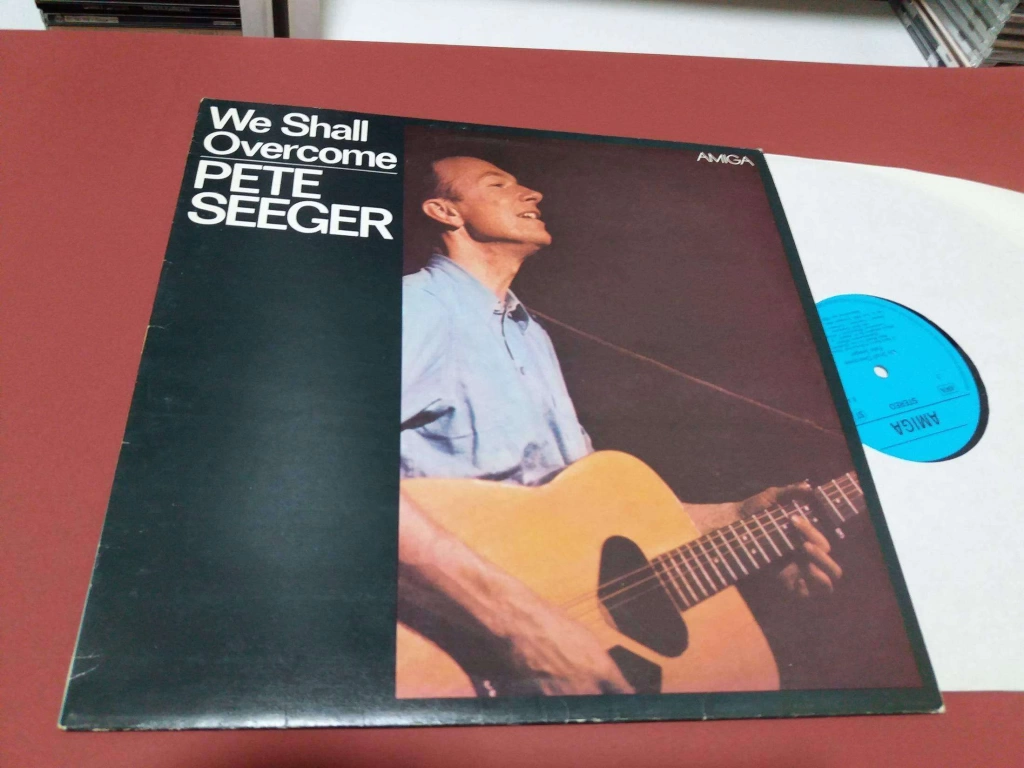 We Shall
Overcome
PETE
SEEGER
AMIGA
AMIGA
STEREO